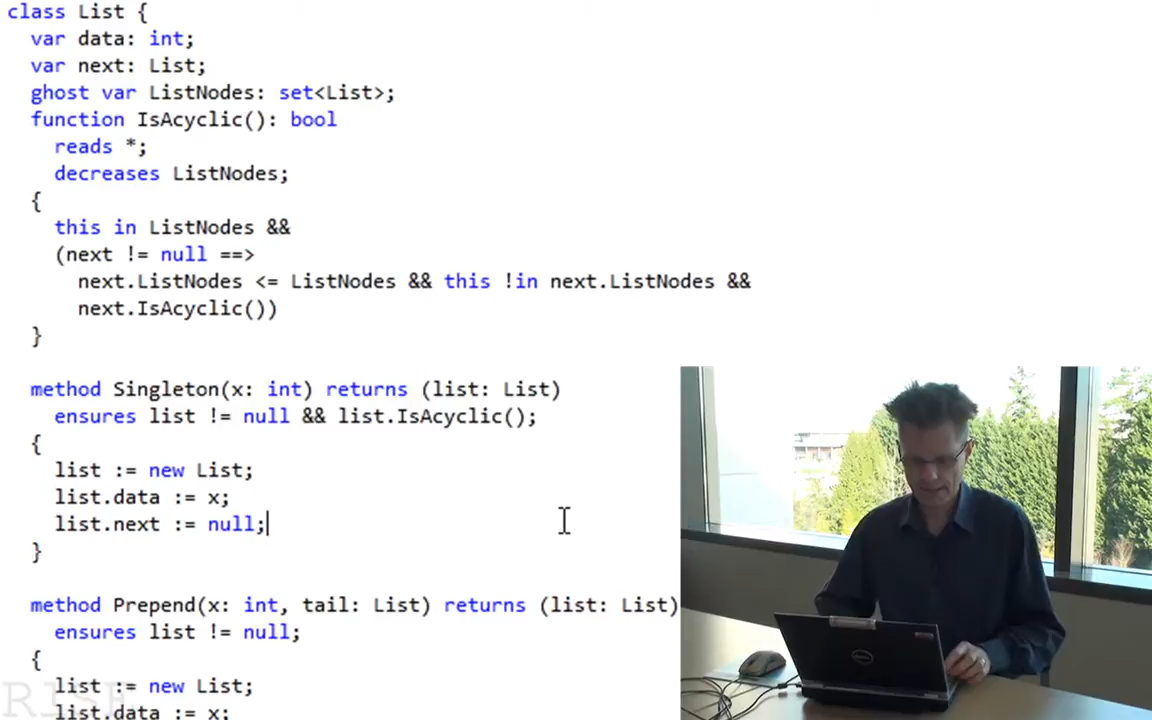 class List {
var data: int;
var next: List;
ghost var ListNodes: set<List>;
function IsAcyclic(): bool
reads *;
decreases ListNodes;
{
this in ListNodes &&
(next != null ==>
next.ListNodes <= ListNodes && this !in next.ListNodes &&
next.IsAcyclic())
}
method Singleton(x: int) returns (list: List)
ensures list != null && list.IsAcyclic();
{
list := new List;
list.data := x;
list.next := null;
}
method Prepend(x: int, tail: List) returns (list: List)
ensures list != null;
{
list := new List;
list.data := x;
RiSE
DELL